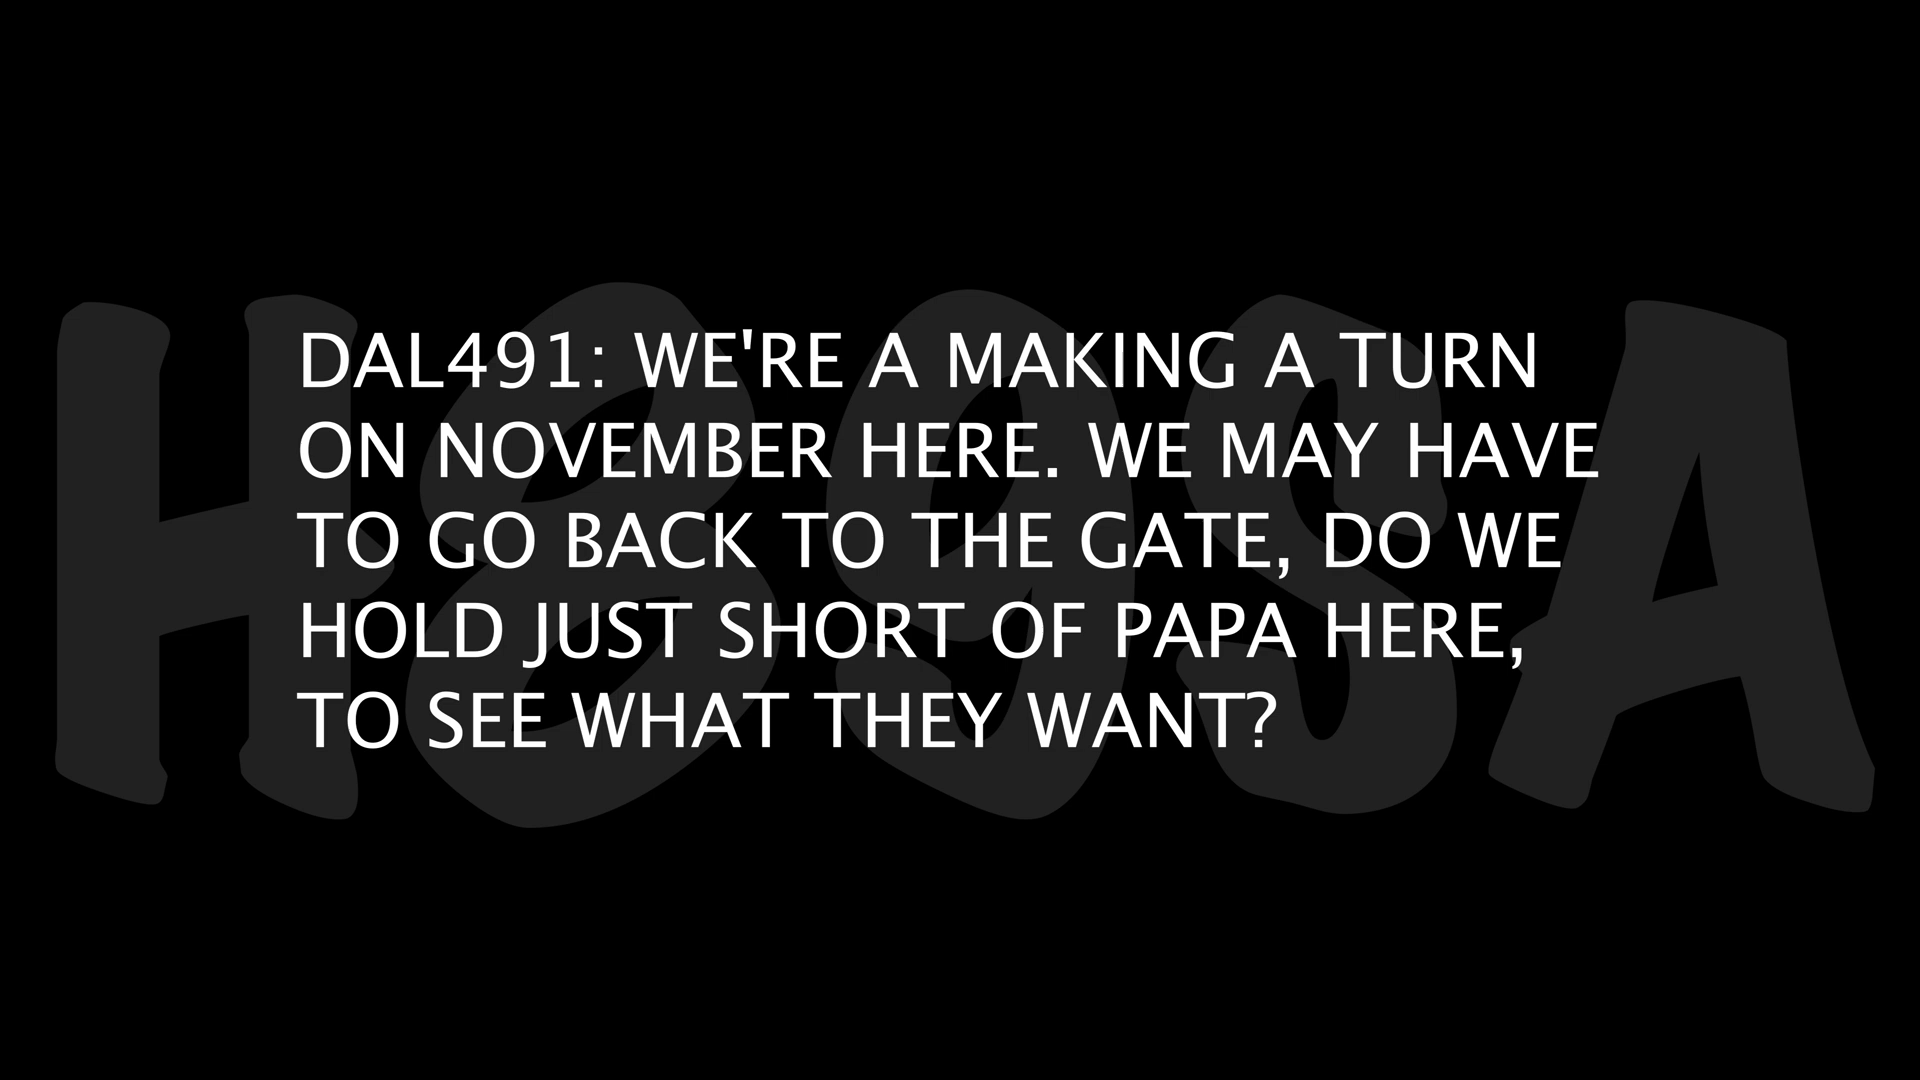 H89SA
DAL491: WE'RE A MAKING A TURN
ON NOVEMBER HERE. WE MAY HAVE
TO GO BACK TO THE GATE, DO WE
HOLD JUST SHORT OF PAPA HERE,
TO SEE WHAT THEY WANT?